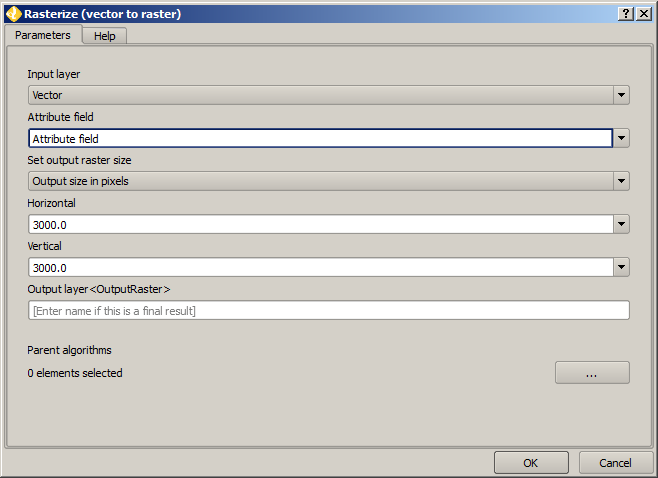 Rasterize (vector to raster)
Parameters
Help
Input layer
Vector
Attribute field
Attribute field
Set output raster size
Output size in pixels
Horizontal
3000.0
Vertical
3000.0
Output layer<OutputRaster>
[Enter name if this is a final result]
Parent algorithms
0 elements selected
...
OK
Cancel